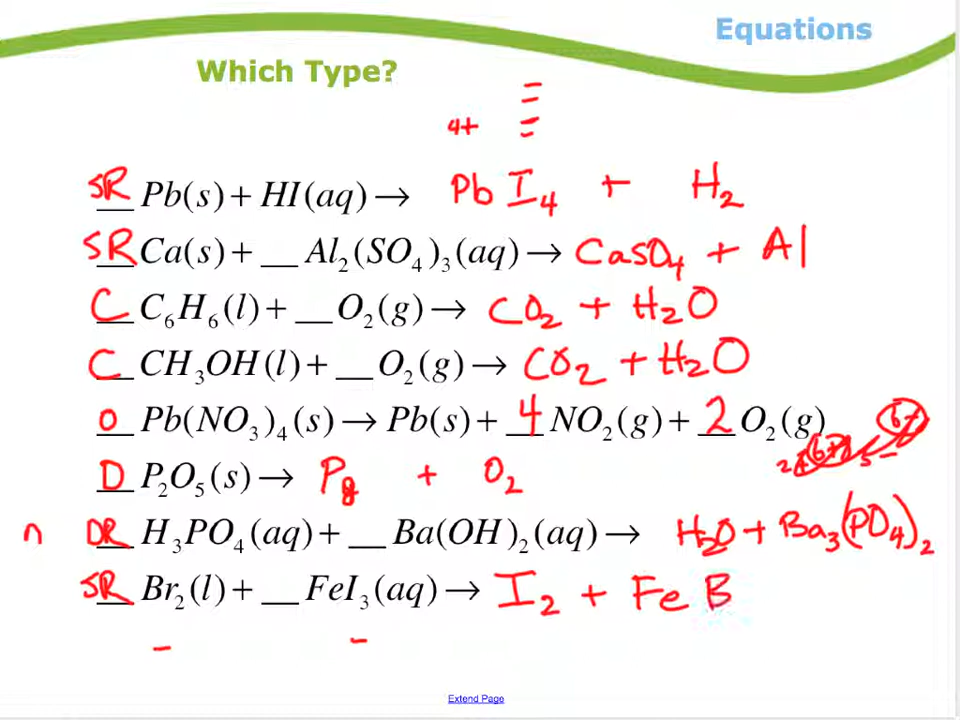 Equations
Which Type?
4+
SR Pb(s) + HI(aq) → PbI₄ + H₂
SR Ca(s) + __ Al₂(SO₄)₃(aq) → CaSO₄ + Al
C C₆H₆(l) + __ O₂(g) → CO₂ + H₂O
C CH₃OH(l) + __ O₂(g) → CO₂ + H₂O
O Pb(NO₃)₄(s) → Pb(s) + 4 NO₂(g) + 2 O₂(g)
D P₂O₅(s) → P₈ + O₂
n DR H₃PO₄(aq) + __ Ba(OH)₂(aq) → H₂O + Ba₃(PO₄)₂
SR Br₂(l) + __ FeI₃(aq) → I₂ + FeB
Extend Page